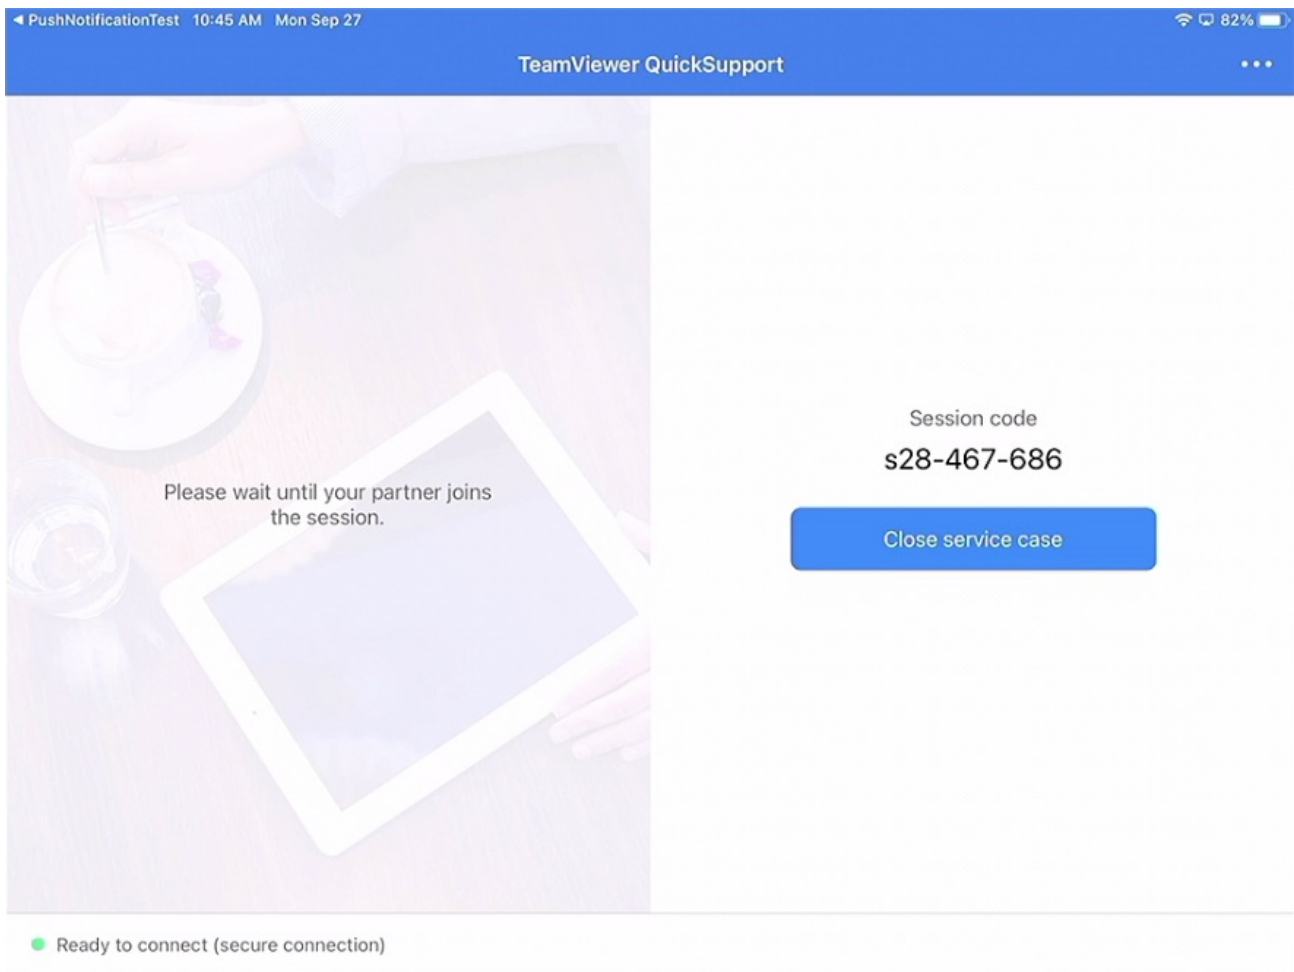 ◀ PushNotificationTest 10:45 AM Mon Sep 27 82%
TeamViewer QuickSupport
Please wait until your partner joins
the session.
Session code
s28-467-686
Close service case
Ready to connect (secure connection)